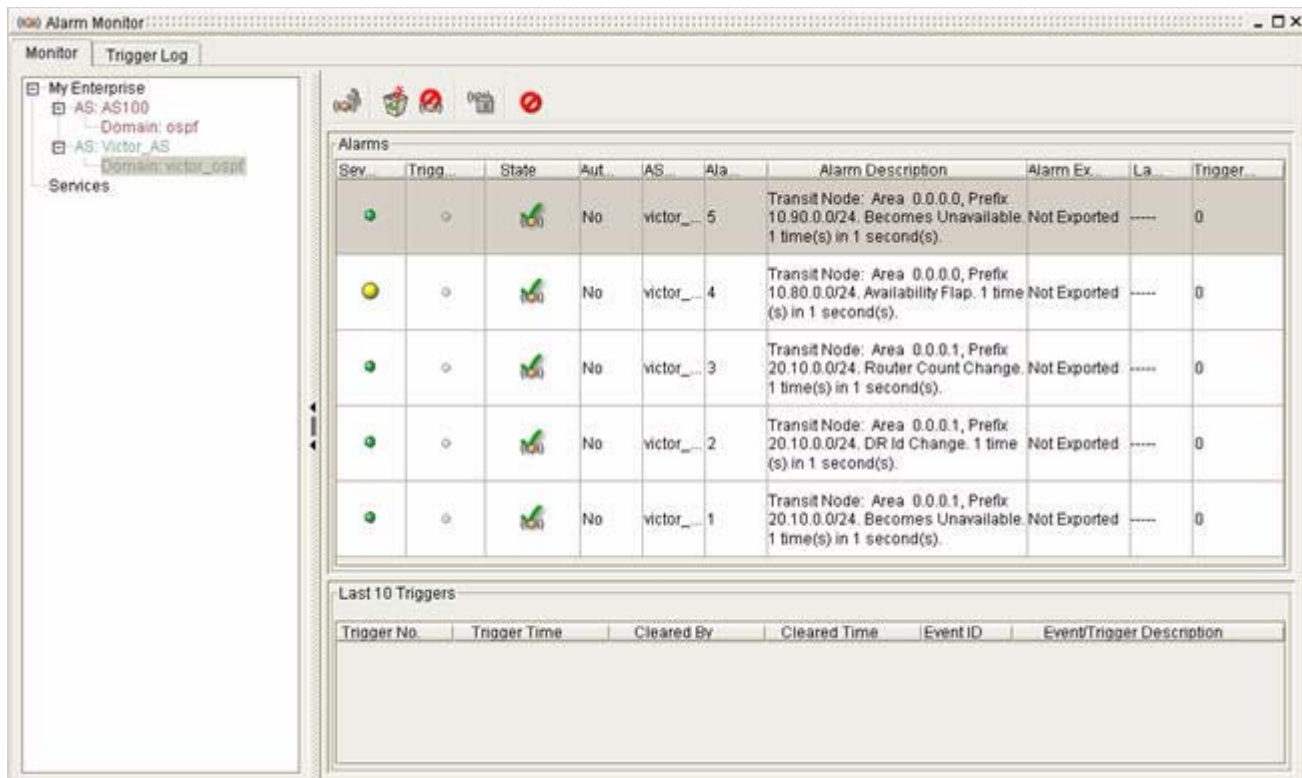 Alarm Monitor
Monitor
Trigger Log
My Enterprise
AS: AS100
Domain: ospf
AS: Victor_AS
Domain: victor_ospf
Services
Alarms
Sev... Trigg... State Aut... AS... Ala... Alarm Description Alarm Ex... La... Trigger...
Transit Node: Area 0.0.0.0, Prefix
No victor_... 5 10.90.0.0/24. Becomes Unavailable. Not Exported ----- 0
1 time(s) in 1 second(s).
Transit Node: Area 0.0.0.0, Prefix
No victor_... 4 10.80.0.0/24. Availability Flap. 1 time Not Exported ----- 0
(s) in 1 second(s).
Transit Node: Area 0.0.0.1, Prefix
No victor_... 3 20.10.0.0/24. Router Count Change. Not Exported ----- 0
1 time(s) in 1 second(s).
Transit Node: Area 0.0.0.1, Prefix
No victor_... 2 20.10.0.0/24. DR Id Change. 1 time Not Exported ----- 0
(s) in 1 second(s).
Transit Node: Area 0.0.0.1, Prefix
No victor_... 1 20.10.0.0/24. Becomes Unavailable. Not Exported ----- 0
1 time(s) in 1 second(s).
Last 10 Triggers
Trigger No. Trigger Time Cleared By Cleared Time Event ID Event/Trigger Description